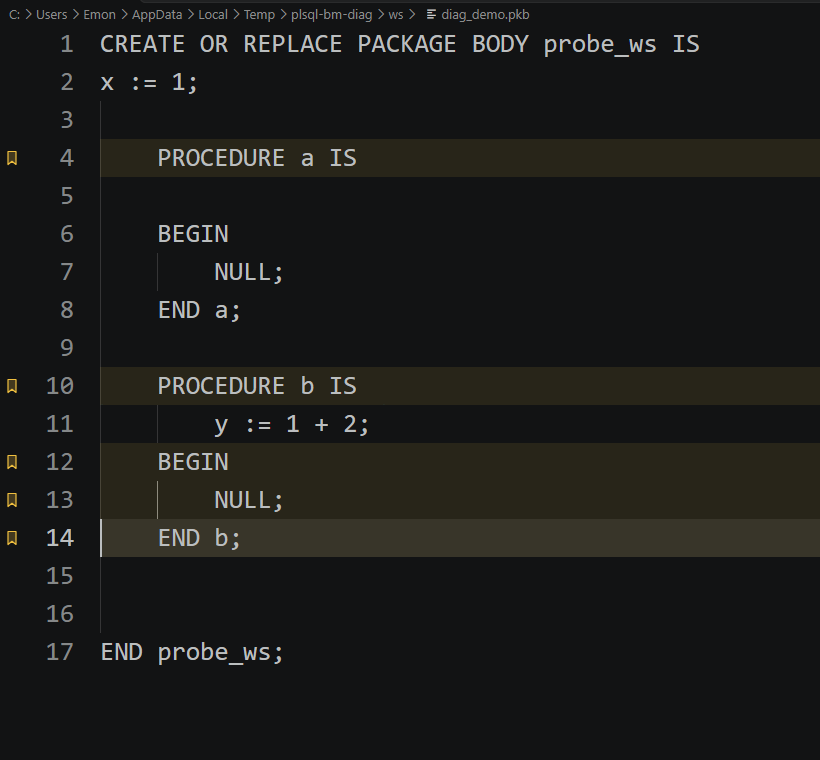 C: > Users > Emon > AppData > Local > Temp > plsql-bm-diag > ws > diag_demo.pkb
1 CREATE OR REPLACE PACKAGE BODY probe_ws IS
2 x := 1;
3
4     PROCEDURE a IS
5
6     BEGIN
7         NULL;
8     END a;
9
10     PROCEDURE b IS
11         y := 1 + 2;
12     BEGIN
13         NULL;
14     END b;
15
16
17 END probe_ws;